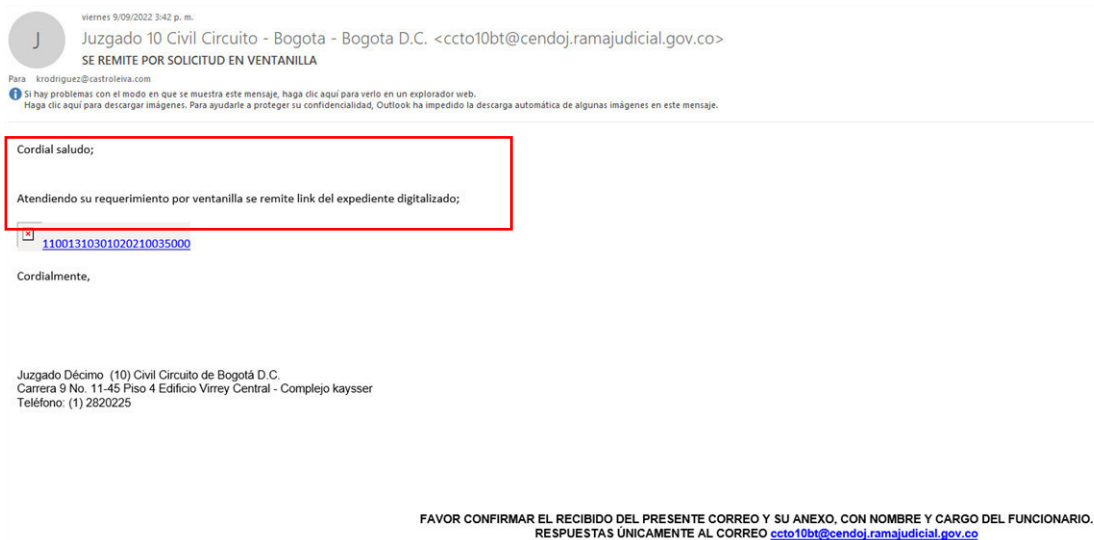 viernes 9/09/2022 3:42 p. m.
J
Juzgado 10 Civil Circuito - Bogota - Bogota D.C. <ccto10bt@cendoj.ramajudicial.gov.co>
SE REMITE POR SOLICITUD EN VENTANILLA
Para krodriguez@castroleiva.com
Si hay problemas con el modo en que se muestra este mensaje, haga clic aquí para verlo en un explorador web.
Haga clic aquí para descargar imágenes. Para ayudarle a proteger su confidencialidad, Outlook ha impedido la descarga automática de algunas imágenes en este mensaje.
Cordial saludo;
Atendiendo su requerimiento por ventanilla se remite link del expediente digitalizado;
11001310301020210035000
Cordialmente,
Juzgado Décimo (10) Civil Circuito de Bogotá D.C.
Carrera 9 No. 11-45 Piso 4 Edificio Virrey Central - Complejo kaysser
Teléfono: (1) 2820225
FAVOR CONFIRMAR EL RECIBIDO DEL PRESENTE CORREO Y SU ANEXO, CON NOMBRE Y CARGO DEL FUNCIONARIO.
RESPUESTAS ÚNICAMENTE AL CORREO ccto10bt@cendoj.ramajudicial.gov.co